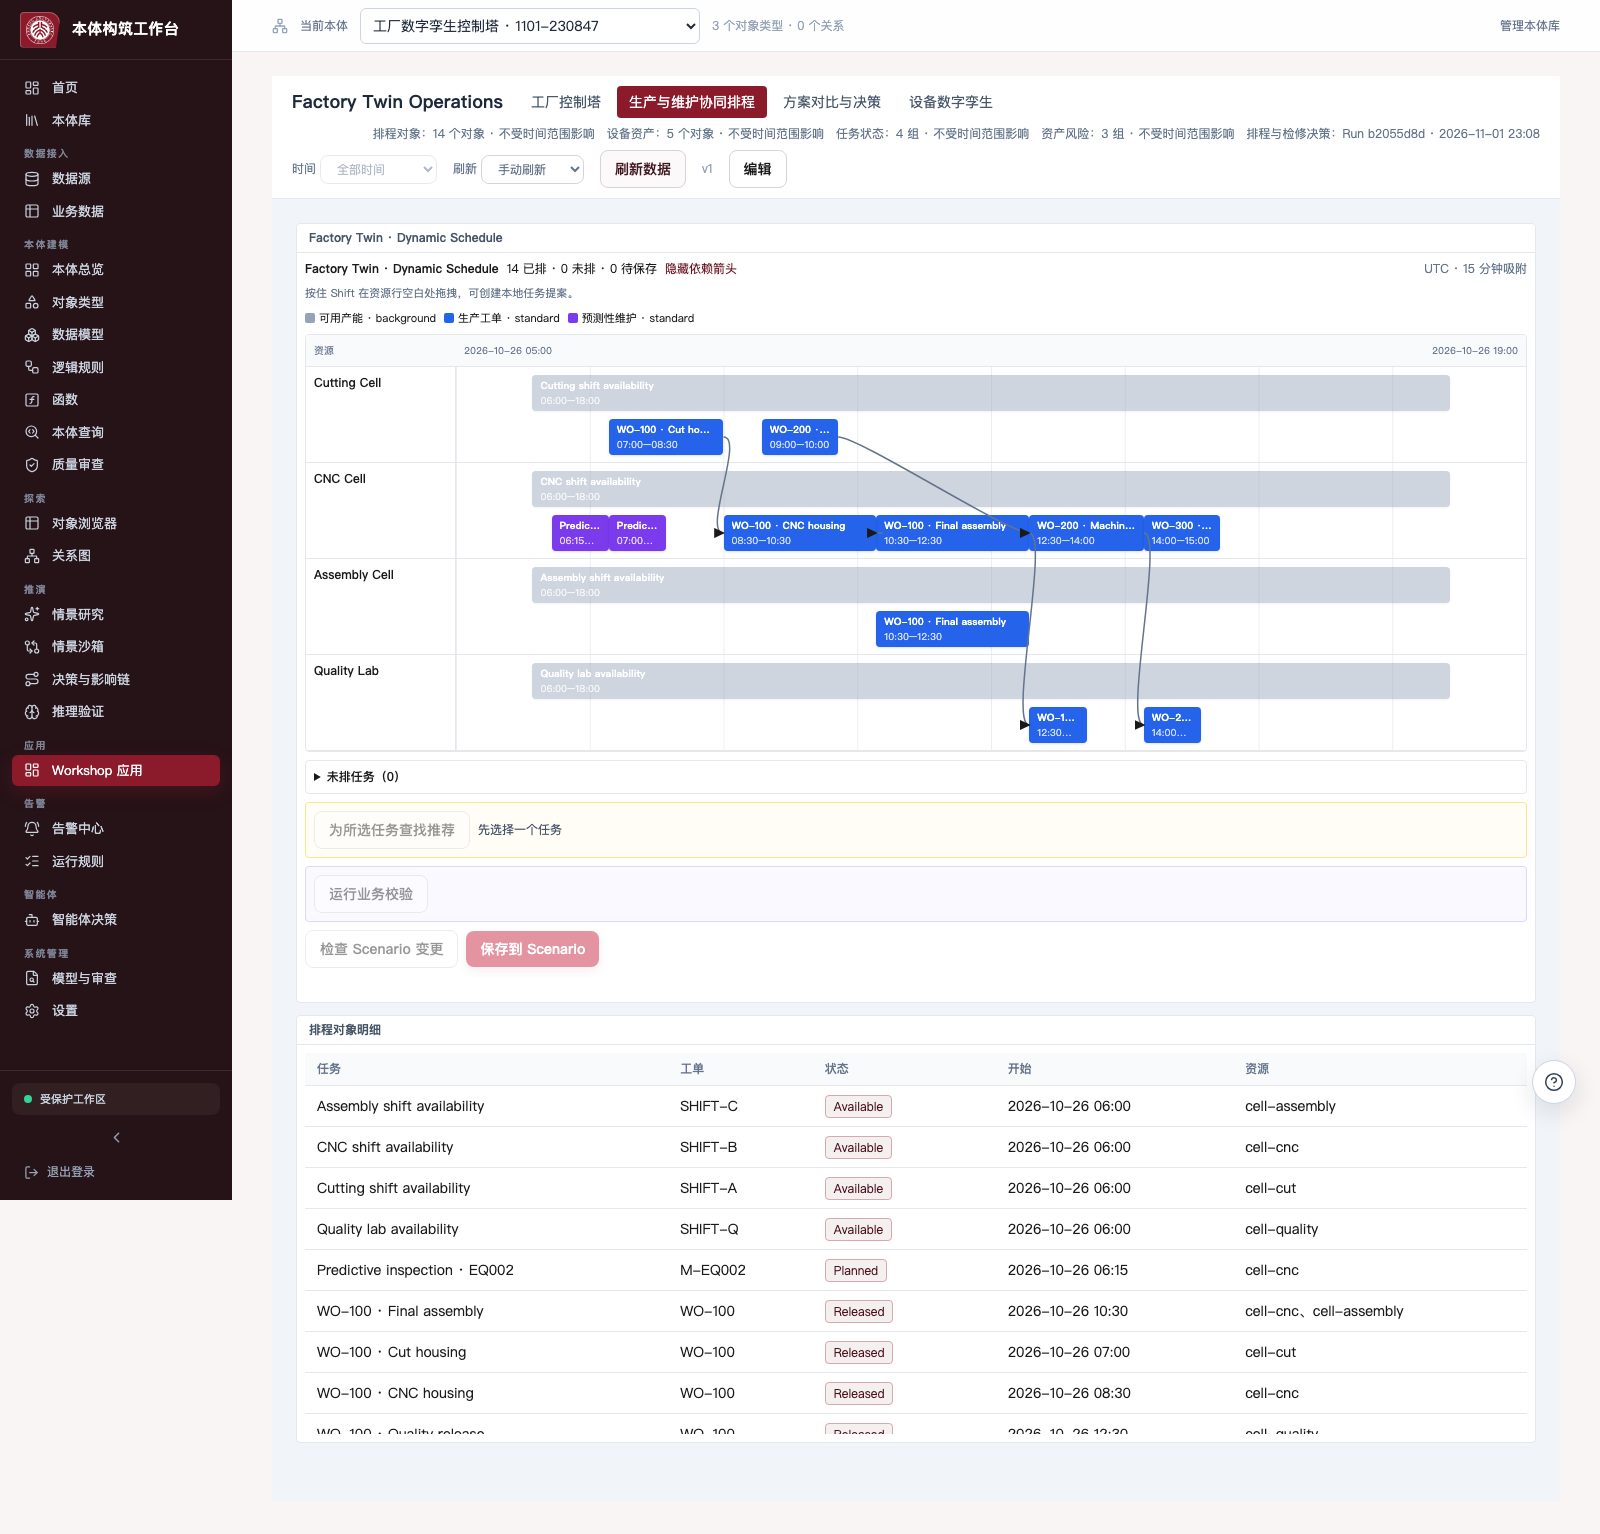 本体构筑工作台
首页
本体库
数据接入
数据源
业务数据
本体建模
本体总览
对象类型
数据模型
逻辑规则
函数
本体查询
质量审查
探索
对象浏览器
关系图
推演
情景研究
情景沙箱
决策与影响链
推理验证
应用
Workshop 应用
告警
告警中心
运行规则
智能体
智能体决策
系统管理
模型与审查
设置
受保护工作区
退出登录
当前本体 工厂数字孪生控制塔 · 1101-230847 3 个对象类型 · 0 个关系 管理本体库
Factory Twin Operations 工厂控制塔 生产与维护协同排程 方案对比与决策 设备数字孪生
排程对象: 14 个对象 · 不受时间范围影响 设备资产: 5 个对象 · 不受时间范围影响 任务状态: 4 组 · 不受时间范围影响 资产风险: 3 组 · 不受时间范围影响 排程与检修决策: Run b2055d8d · 2026-11-01 23:08
时间 全部时间 刷新 手动刷新 刷新数据 v1 编辑
Factory Twin · Dynamic Schedule
Factory Twin · Dynamic Schedule 14 已排 · 0 未排 · 0 待保存 隐藏依赖箭头 UTC · 15 分钟吸附
按住 Shift 在资源行空白处拖拽，可创建本地任务提案。
可用产能 · background 生产工单 · standard 预测性维护 · standard
资源 2026-10-26 05:00 2026-10-26 19:00
Cutting Cell
Cutting shift availability
06:00—18:00
WO-100 · Cut ho...
07:00—08:30
WO-200 ·...
09:00—10:00
CNC Cell
CNC shift availability
06:00—18:00
Predic...
06:15...
Predic...
07:00...
WO-100 · CNC housing
08:30—10:30
WO-100 · Final assembly
10:30—12:30
WO-200 · Machin...
12:30—14:00
WO-300 ·...
14:00—15:00
Assembly Cell
Assembly shift availability
06:00—18:00
WO-100 · Final assembly
10:30—12:30
Quality Lab
Quality lab availability
06:00—18:00
WO-1...
12:30...
WO-2...
14:00...
未排任务（0）
为所选任务查找推荐 先选择一个任务
运行业务校验
检查 Scenario 变更 保存到 Scenario
排程对象明细
任务 工单 状态 开始 资源
Assembly shift availability SHIFT-C Available 2026-10-26 06:00 cell-assembly
CNC shift availability SHIFT-B Available 2026-10-26 06:00 cell-cnc
Cutting shift availability SHIFT-A Available 2026-10-26 06:00 cell-cut
Quality lab availability SHIFT-Q Available 2026-10-26 06:00 cell-quality
Predictive inspection · EQ002 M-EQ002 Planned 2026-10-26 06:15 cell-cnc
WO-100 · Final assembly WO-100 Released 2026-10-26 10:30 cell-cnc、cell-assembly
WO-100 · Cut housing WO-100 Released 2026-10-26 07:00 cell-cut
WO-100 · CNC housing WO-100 Released 2026-10-26 08:30 cell-cnc
WO-100 · Quality release WO-100 Released 2026-10-26 12:30 cell-quality